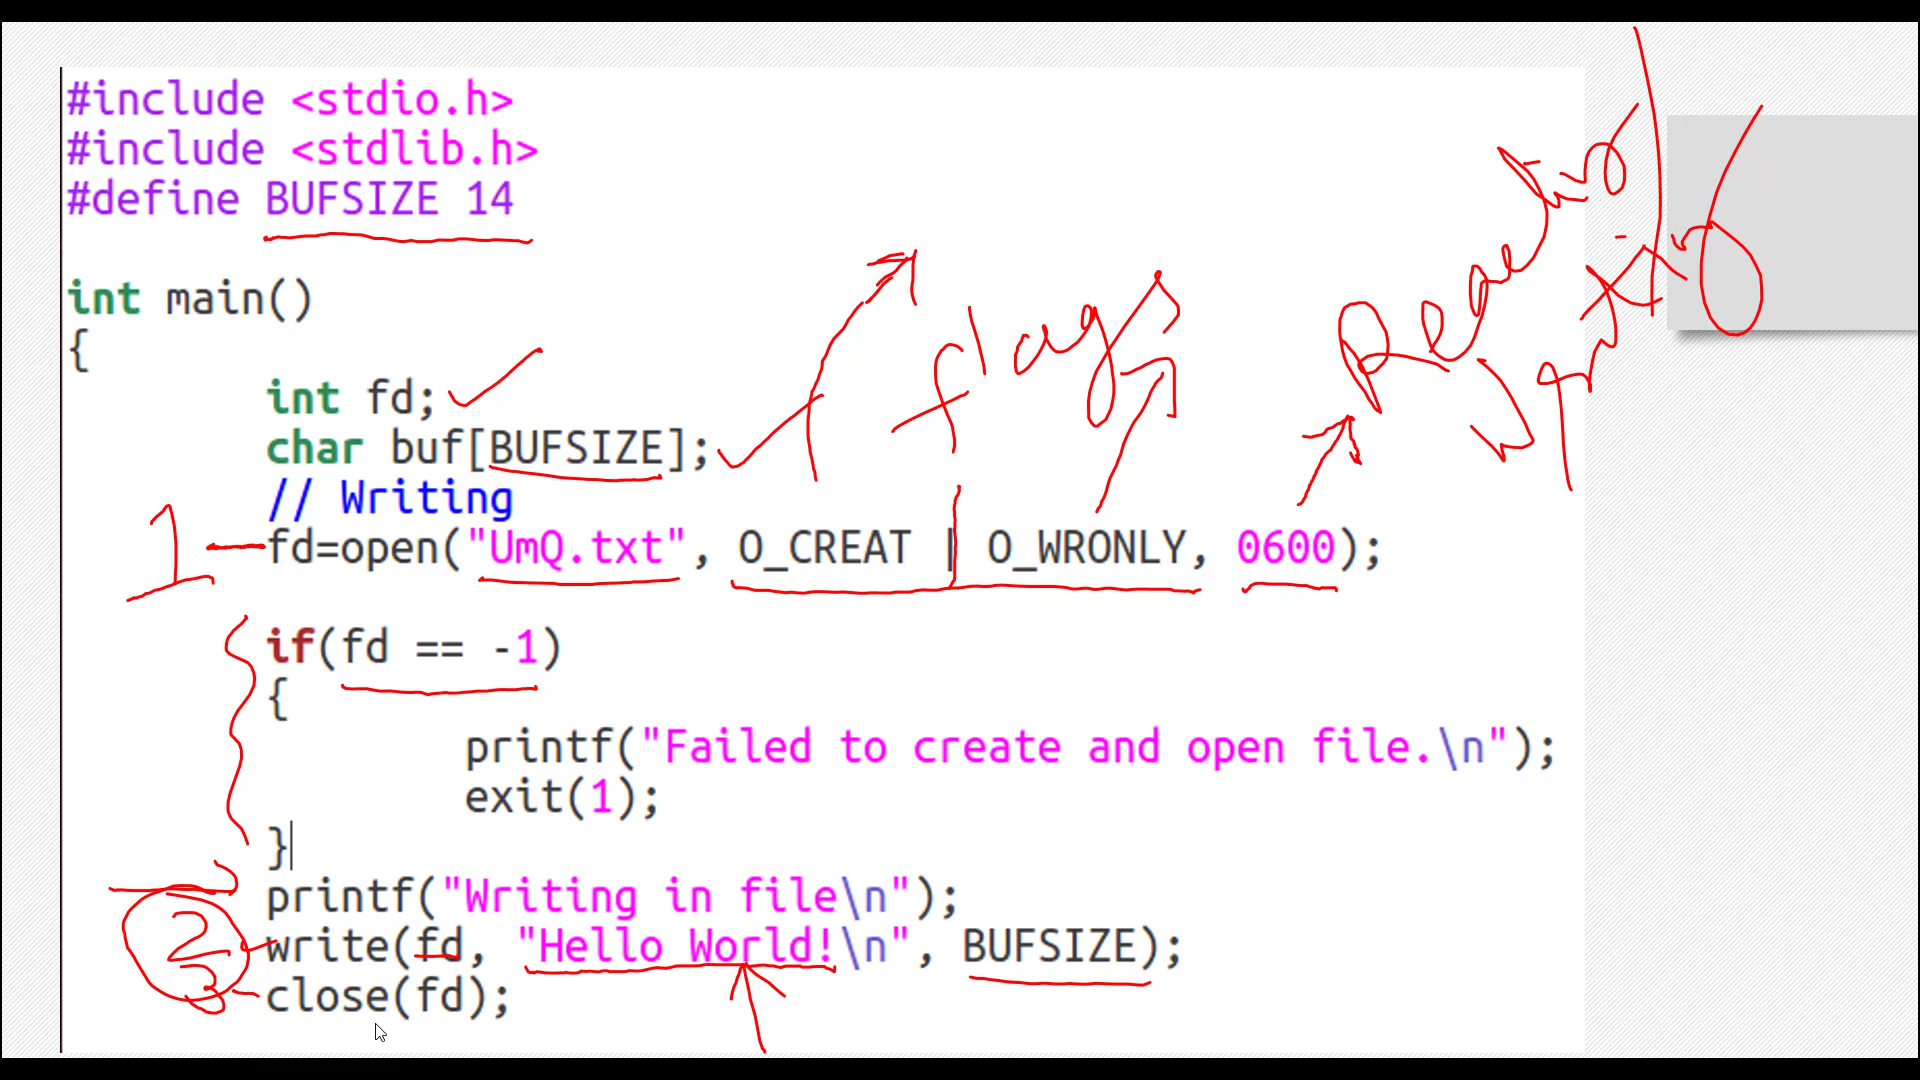 #include <stdio.h>
#include <stdlib.h>
#define BUFSIZE 14
int main()
{
int fd;
char buf[BUFSIZE];
// Writing
fd=open("UmQ.txt", O_CREAT | O_WRONLY, 0600);
if(fd == -1)
{
printf("Failed to create and open file.\n");
exit(1);
}
printf("Writing in file\n");
write(fd, "Hello World!\n", BUFSIZE);
close(fd);
flags
Reading/
writing
1
2
3